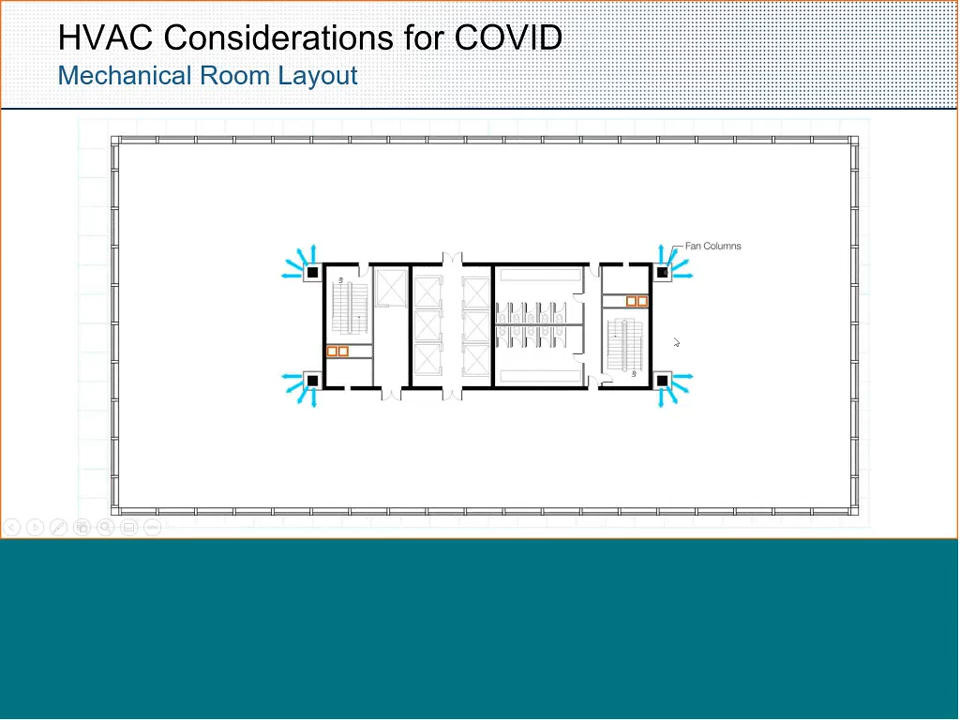 HVAC Considerations for COVID
Mechanical Room Layout
Fan Columns